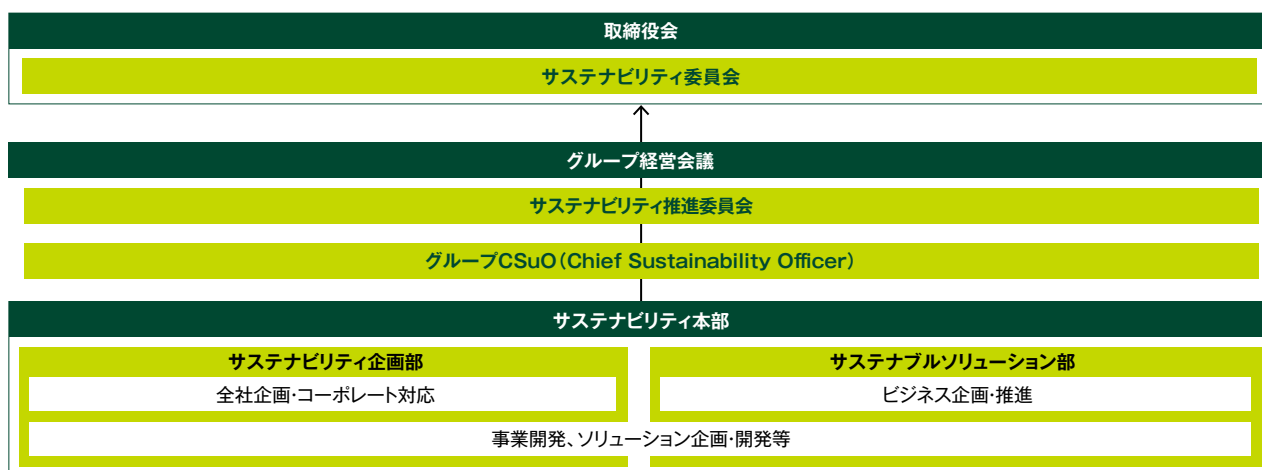 取締役会
サステナビリティ委員会
グループ経営会議
サステナビリティ推進委員会
グループCSuO（Chief Sustainability Officer）
サステナビリティ本部
サステナビリティ企画部
サステナブルソリューション部
全社企画・コーポレート対応
ビジネス企画・推進
事業開発、ソリューション企画・開発等